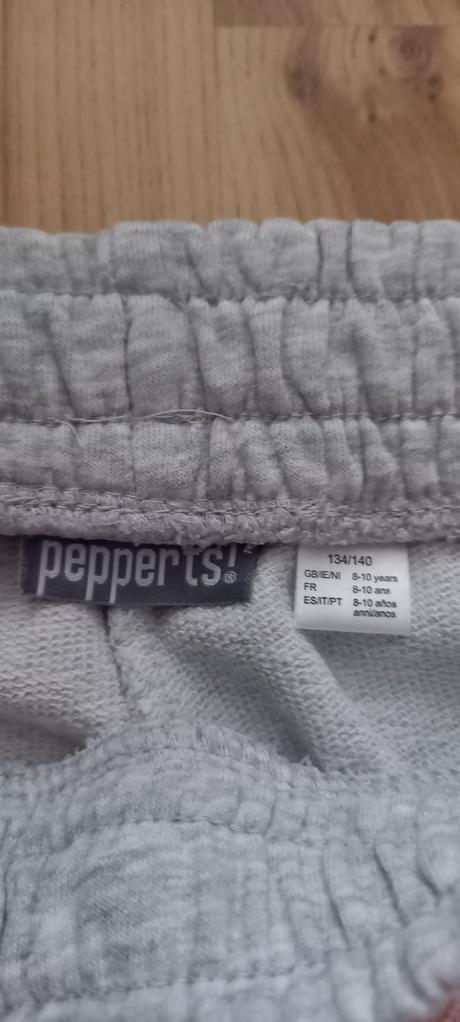 pepperts!®
134/140
GB/IE/NI 8-10 years
FR 8-10 ans
ES/IT/PT 8-10 años
anni/anos